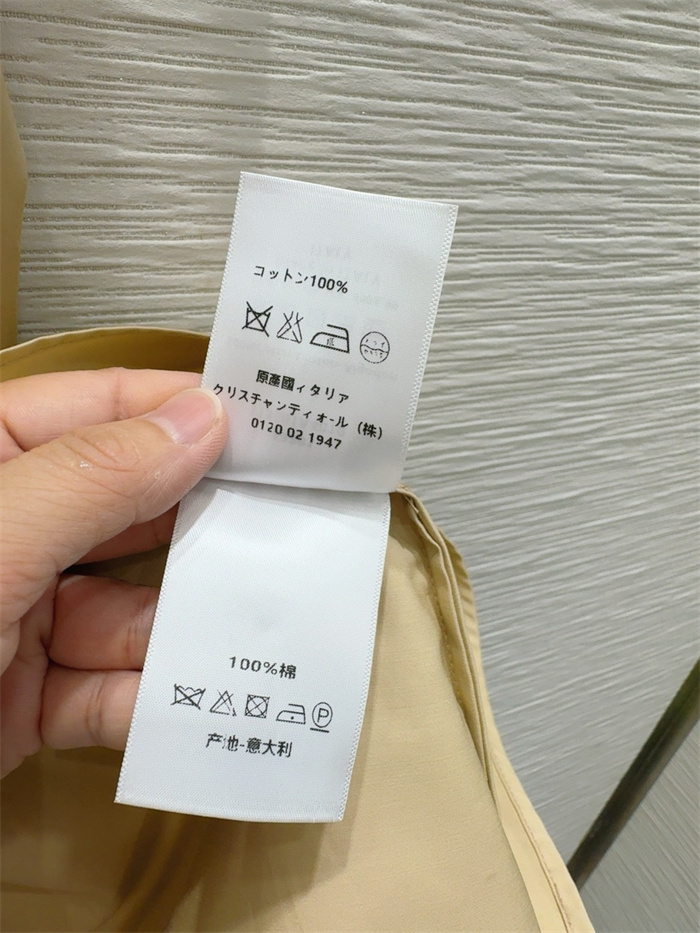 コットン100%
原產國イタリア
クリスチャンディオール (株)
0120 02 1947
100%棉
P
产地-意大利